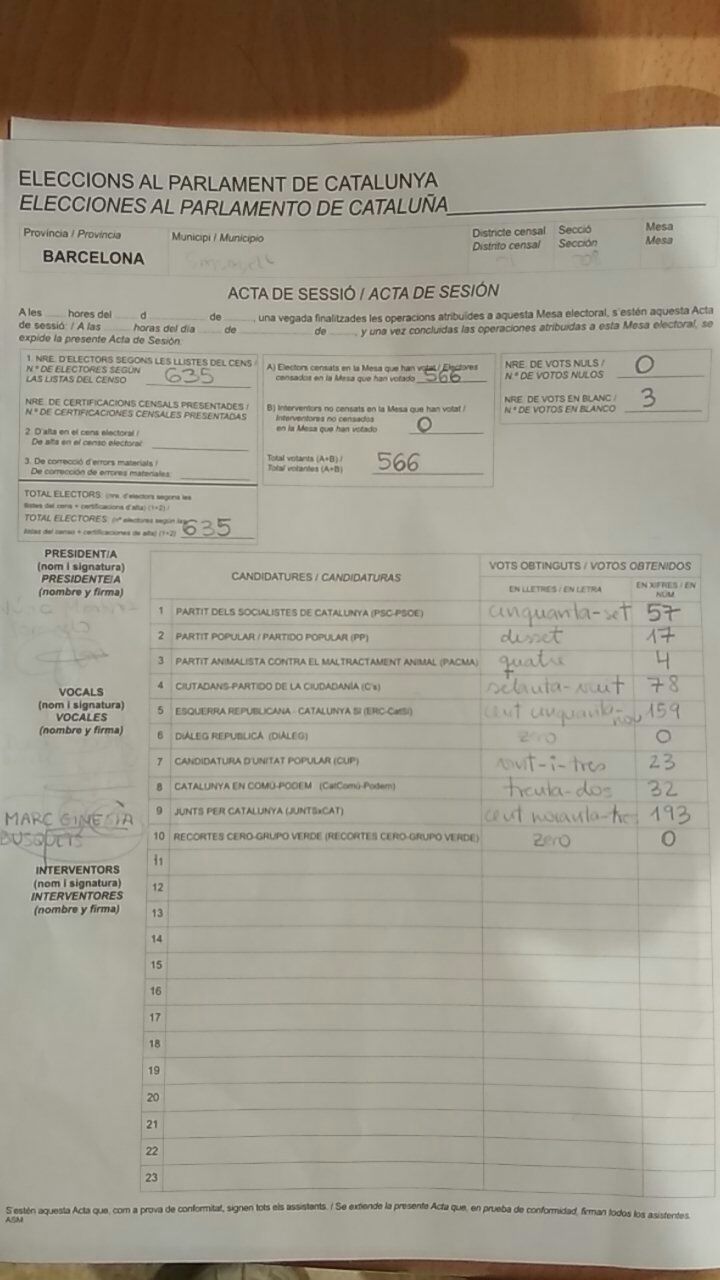 ELECCIONS AL PARLAMENT DE CATALUNYA
ELECCIONES AL PARLAMENTO DE CATALUÑA
Província / Provincia
Municipi / Municipio
Districte censal
Distrito censal
Secció
Sección
Mesa
Mesa
BARCELONA
ACTA DE SESSIÓ / ACTA DE SESIÓN
A les hores del d de , una vegada finalitzades les operacions atribuïdes a aquesta Mesa electoral, s'estén aquesta Acta
de sessió: / A las horas del día de de , y una vez concluidas las operaciones atribuidas a esta Mesa electoral, se
expide la presente Acta de Sesión:
1. NRE. D'ELECTORS SEGONS LES LLISTES DEL CENS /
N.º DE ELECTORES SEGÚN
LAS LISTAS DEL CENSO 635
NRE. DE CERTIFICACIONS CENSALS PRESENTADES /
N.º DE CERTIFICACIONES CENSALES PRESENTADAS
2. D'alta en el cens electoral /
De alta en el censo electoral:
3. De correcció d'errors materials /
De corrección de errores materiales:
TOTAL ELECTORS: (nre. d'electors segons les
llistes del cens + certificacions d'alta) (1+2) /
TOTAL ELECTORES: (nº electores según las
listas del censo + certificaciones de alta) (1+2) 635
A) Electors censats en la Mesa que han votat / Electores
censados en la Mesa que han votado 566
B) Interventors no censats en la Mesa que han votat /
Interventores no censados
en la Mesa que han votado 0
Total votants (A+B) /
Total votantes (A+B) 566
NRE. DE VOTS NULS /
N.º DE VOTOS NULOS 0
NRE. DE VOTS EN BLANC /
N.º DE VOTOS EN BLANCO 3
PRESIDENT/A
(nom i signatura)
PRESIDENTE/A
(nombre y firma)
VOCALS
(nom i signatura)
VOCALES
(nombre y firma)
MARC GINESTÀ
BUSQUETS
INTERVENTORS
(nom i signatura)
INTERVENTORES
(nombre y firma)
CANDIDATURES / CANDIDATURAS
VOTS OBTINGUTS / VOTOS OBTENIDOS
EN LLETRES / EN LETRA
EN XIFRES / EN
NÚM
1 PARTIT DELS SOCIALISTES DE CATALUNYA (PSC-PSOE) cinquanta-set 57
2 PARTIT POPULAR / PARTIDO POPULAR (PP) disset 17
3 PARTIT ANIMALISTA CONTRA EL MALTRACTAMENT ANIMAL (PACMA) quatre 4
4 CIUTADANS-PARTIDO DE LA CIUDADANÍA (C's) setanta-vuit 78
5 ESQUERRA REPUBLICANA - CATALUNYA SÍ (ERC-CatSí) cent cinquanta-nou 159
6 DIÀLEG REPUBLICÀ (DIÀLEG) zero 0
7 CANDIDATURA D'UNITAT POPULAR (CUP) vint-i-tres 23
8 CATALUNYA EN COMÚ-PODEM (CatComú-Podem) trenta-dos 32
9 JUNTS PER CATALUNYA (JUNTSxCAT) cent noranta-tres 193
10 RECORTES CERO-GRUPO VERDE (RECORTES CERO-GRUPO VERDE) zero 0
11
12
13
14
15
16
17
18
19
20
21
22
23
S'estén aquesta Acta que, com a prova de conformitat, signen tots els assistents. / Se extiende la presente Acta que, en prueba de conformidad, firman todos los asistentes.
ASM